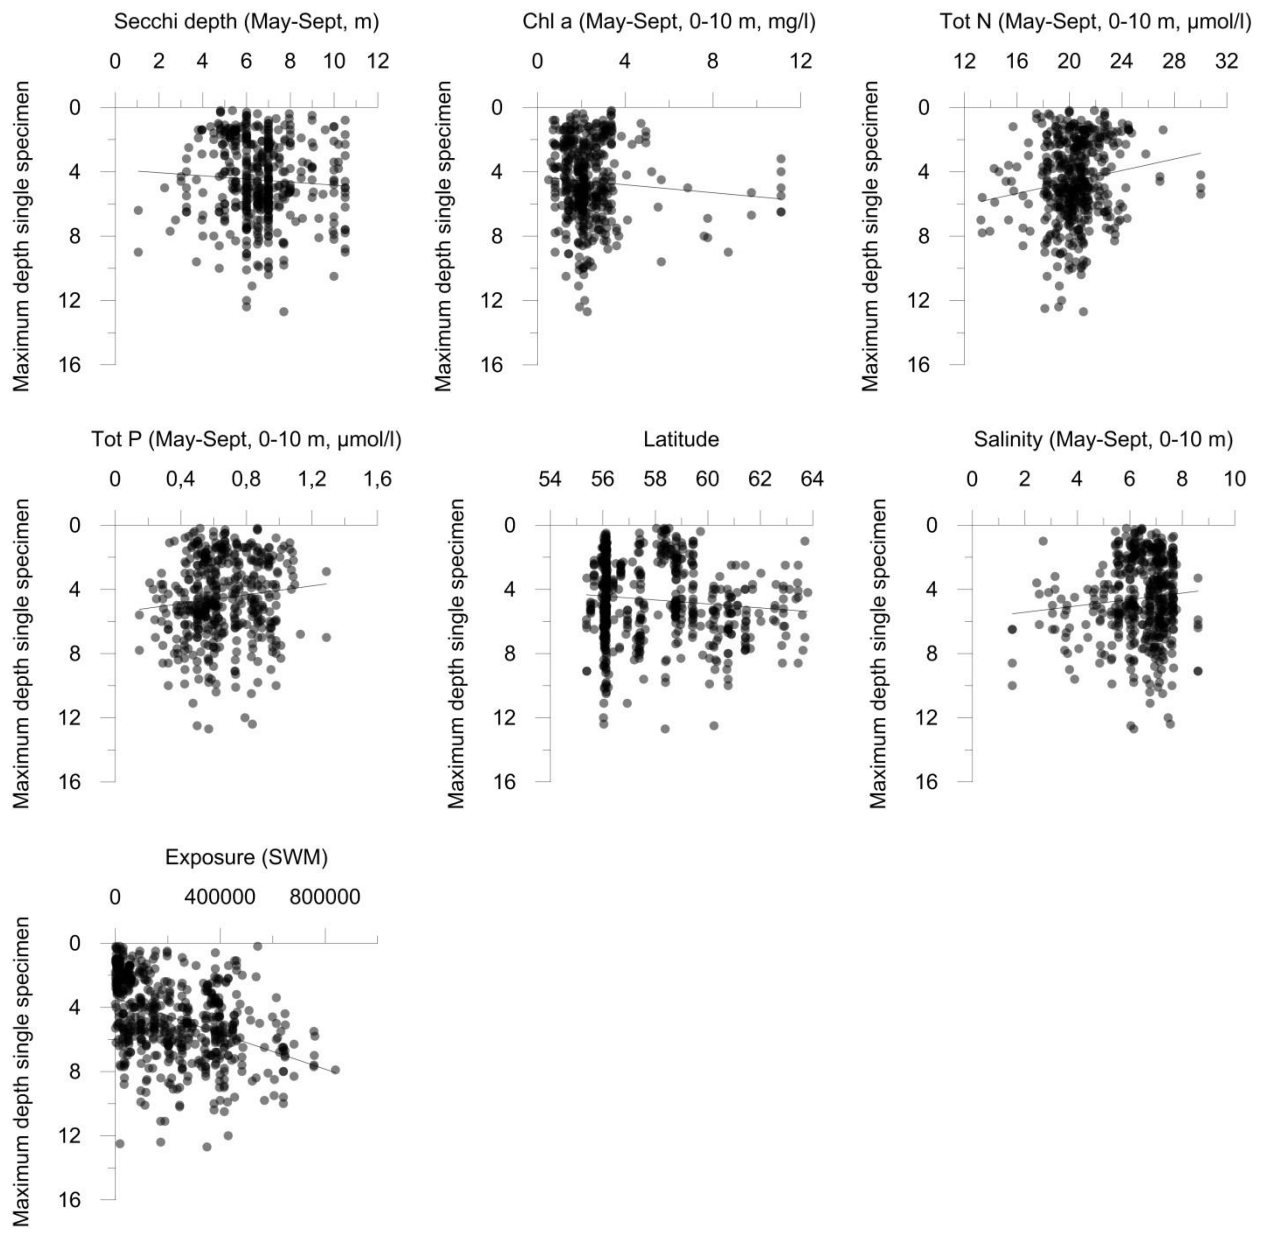 Secchi depth (May-Sept, m)
0 2 4 6 8 10 12
Maximum depth single specimen
0
4
8
12
16
Chl a (May-Sept, 0-10 m, mg/l)
0 4 8 12
Maximum depth single specimen
0
4
8
12
16
Tot N (May-Sept, 0-10 m, µmol/l)
12 16 20 24 28 32
Maximum depth single specimen
0
4
8
12
16
Tot P (May-Sept, 0-10 m, µmol/l)
0 0,4 0,8 1,2 1,6
Maximum depth single specimen
0
4
8
12
16
Latitude
54 56 58 60 62 64
Maximum depth single specimen
0
4
8
12
16
Salinity (May-Sept, 0-10 m)
0 2 4 6 8 10
Maximum depth single specimen
0
4
8
12
16
Exposure (SWM)
0 400000 800000
Maximum depth single specimen
0
4
8
12
16